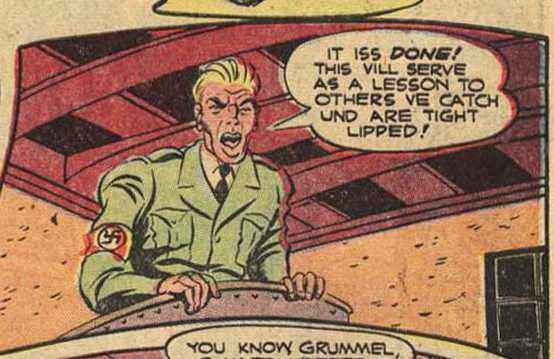 IT ISS DONE!
THIS VILL SERVE
AS A LESSON TO
OTHERS VE CATCH
UND ARE TIGHT
LIPPED!
YOU KNOW, GRUMMEL,